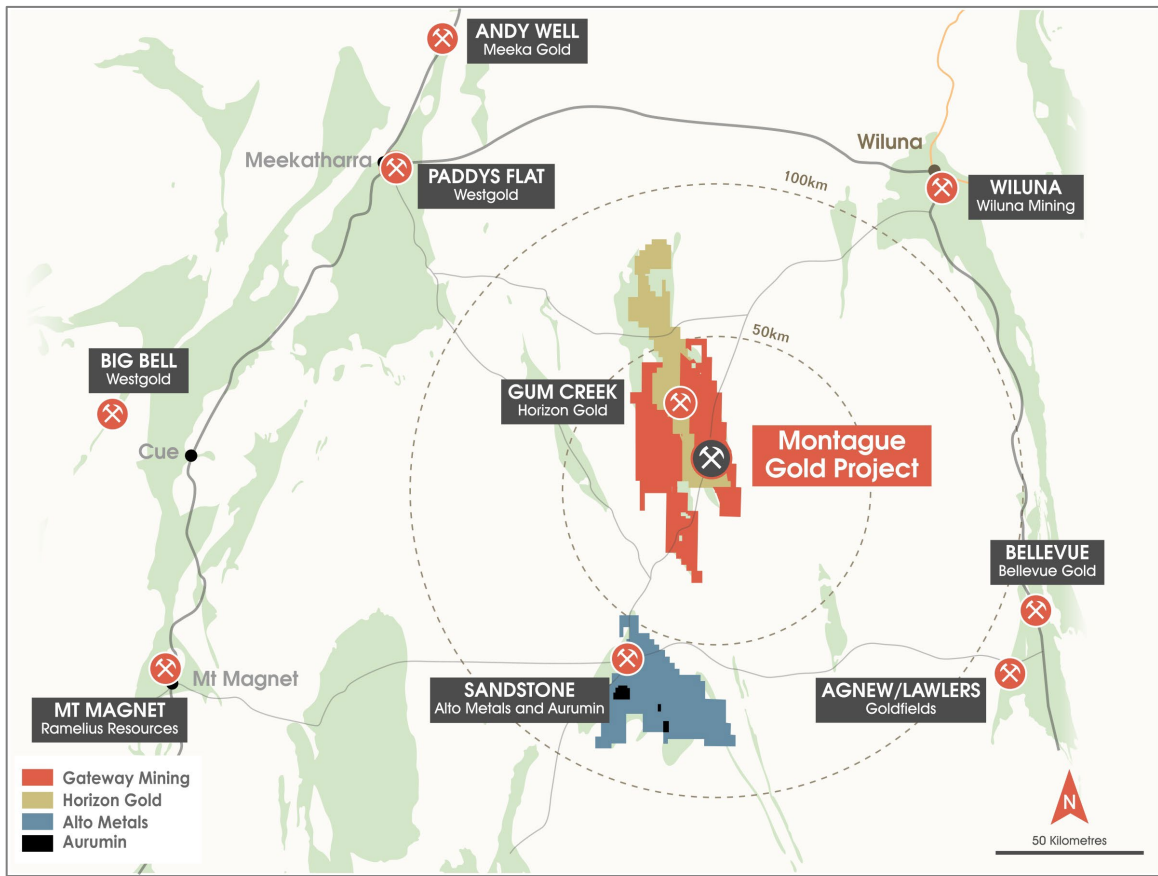 ANDY WELL
Meeka Gold
Meekatharra
PADDYS FLAT
Westgold
Wiluna
WILUNA
Wiluna Mining
100km
50km
BIG BELL
Westgold
Cue
GUM CREEK
Horizon Gold
Montague
Gold Project
BELLEVUE
Bellevue Gold
Mt Magnet
MT MAGNET
Ramelius Resources
SANDSTONE
Alto Metals and Aurumin
AGNEW/LAWLERS
Goldfields
Gateway Mining
Horizon Gold
Alto Metals
Aurumin
N
50 Kilometres